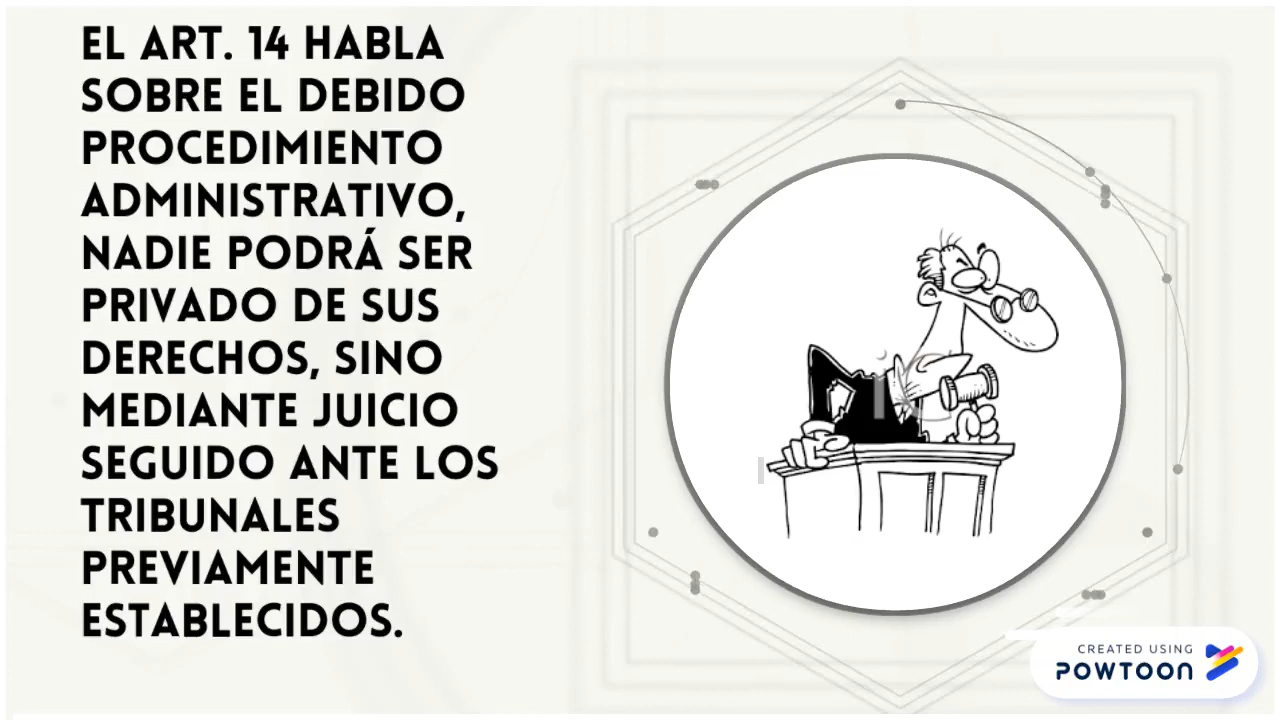 EL ART. 14 HABLA
SOBRE EL DEBIDO
PROCEDIMIENTO
ADMINISTRATIVO,
NADIE PODRÁ SER
PRIVADO DE SUS
DERECHOS, SINO
MEDIANTE JUICIO
SEGUIDO ANTE LOS
TRIBUNALES
PREVIAMENTE
ESTABLECIDOS.
CREATED USING
POWTOON